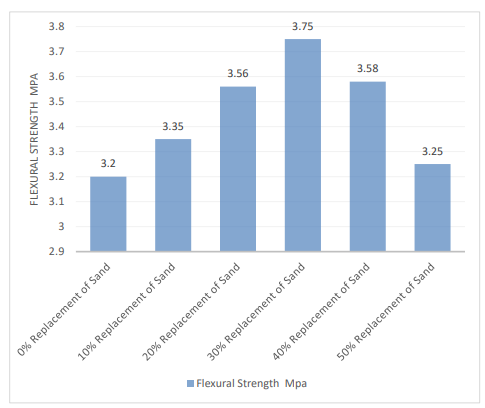 FLEXURAL STRENGTH MPA
3.8
3.7
3.6
3.5
3.4
3.3
3.2
3.1
3
2.9
3.2
3.35
3.56
3.75
3.58
3.25
0% Replacement of Sand
10% Replacement of Sand
20% Replacement of Sand
30% Replacement of Sand
40% Replacement of Sand
50% Replacement of Sand
Flexural Strength Mpa